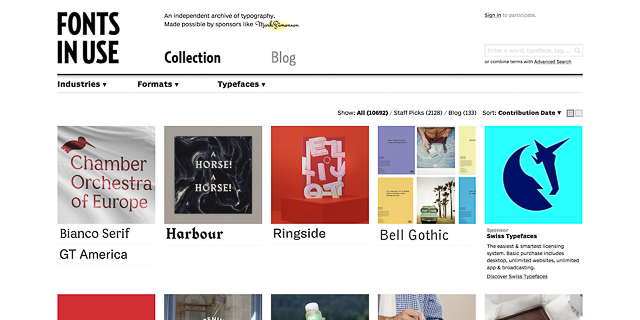 FONTS
IN USE
An independent archive of typography.
Made possible by sponsors like Mark Simonson
Sign in to participate.
Collection
Blog
Enter a word, typeface, tag …
or combine terms with Advanced Search
Industries ▾ Formats ▾ Typefaces ▾
Show: All (10692) / Staff Picks (2128) / Blog (133) Sort: Contribution Date ▾
Chamber
Orchestra
of Europe
Bianco Serif
GT America
A
HORSE!
A
HORSE!
Harbour
Ringside
Bell Gothic
Sponsor
Swiss Typefaces
The easiest & smartest licensing
system. Basic purchase includes
desktop, unlimited websites, unlimited
app & broadcasting.
Discover Swiss Typefaces